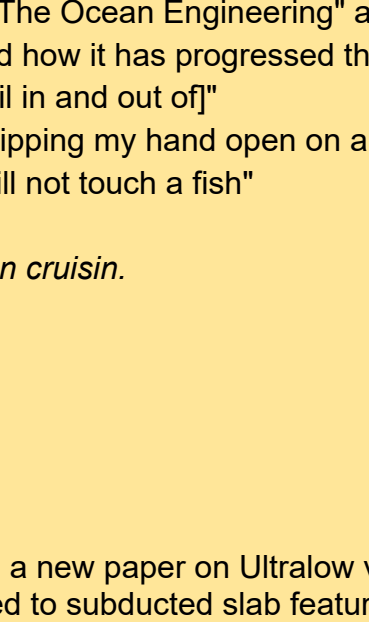 The Ocean Engineering" a
d how it has progressed th
il in and out of]"
ipping my hand open on a
ill not touch a fish"
n cruisin.
a new paper on Ultralow v
ed to subducted slab featur